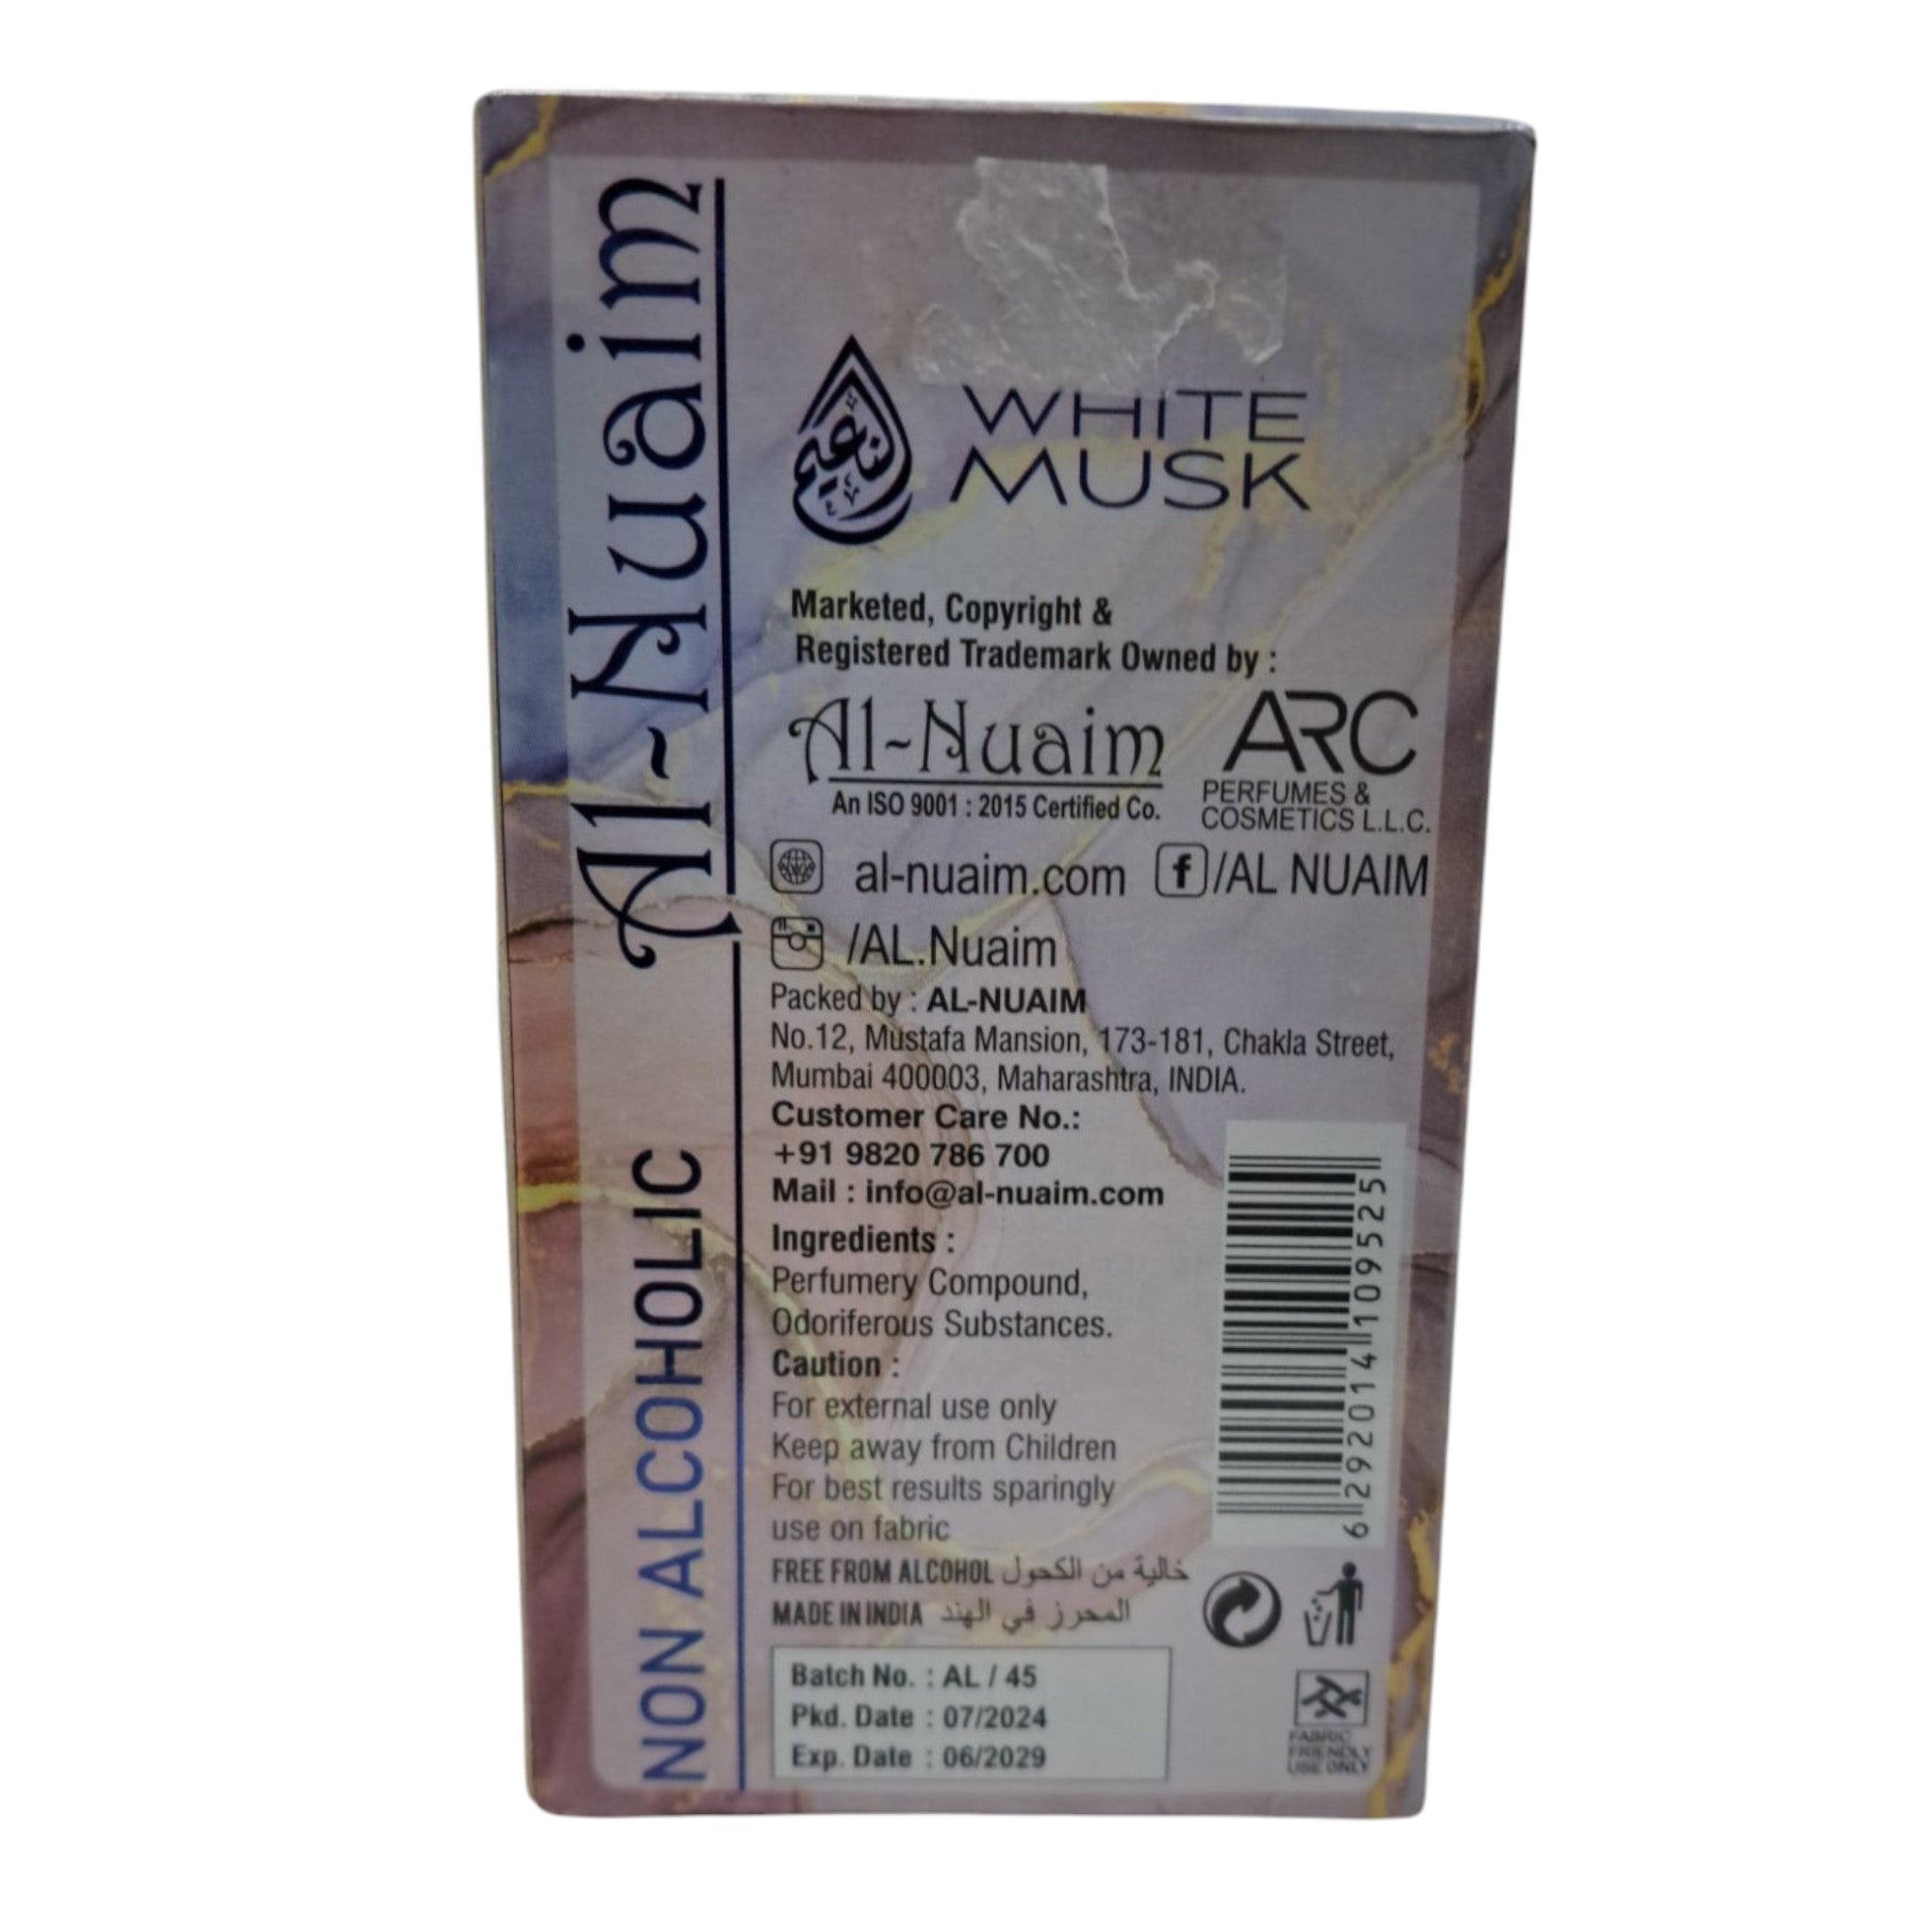 Al-Nuaim
NON ALCOHOLIC
النعيم
WHITE
MUSK
Marketed, Copyright &
Registered Trademark Owned by :
Al-Nuaim
An ISO 9001 : 2015 Certified Co.
ARC
PERFUMES &
COSMETICS L.L.C.
al-nuaim.com f/AL NUAIM
/AL.Nuaim
Packed by : AL-NUAIM
No.12, Mustafa Mansion, 173-181, Chakla Street,
Mumbai 400003, Maharashtra, INDIA.
Customer Care No.:
+91 9820 786 700
Mail : info@al-nuaim.com
Ingredients :
Perfumery Compound,
Odoriferous Substances.
Caution :
For external use only
Keep away from Children
For best results sparingly
use on fabric
FREE FROM ALCOHOL خالية من الكحول
MADE IN INDIA المحرز في الهند
Batch No. : AL / 45
Pkd. Date : 07/2024
Exp. Date : 06/2029
6 292014 109525
FABRIC
FRIENDLY
USE ONLY